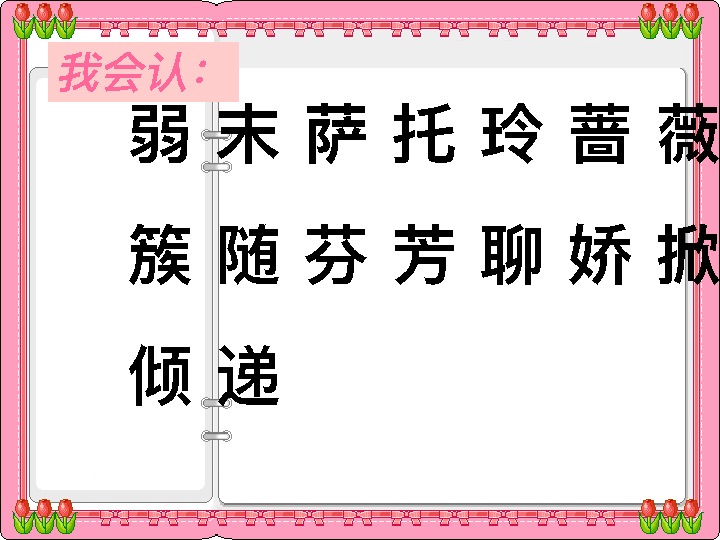 我会认：
弱 末 萨 托 玲 蔷 薇
簇 随 芬 芳 聊 娇 掀
倾 递